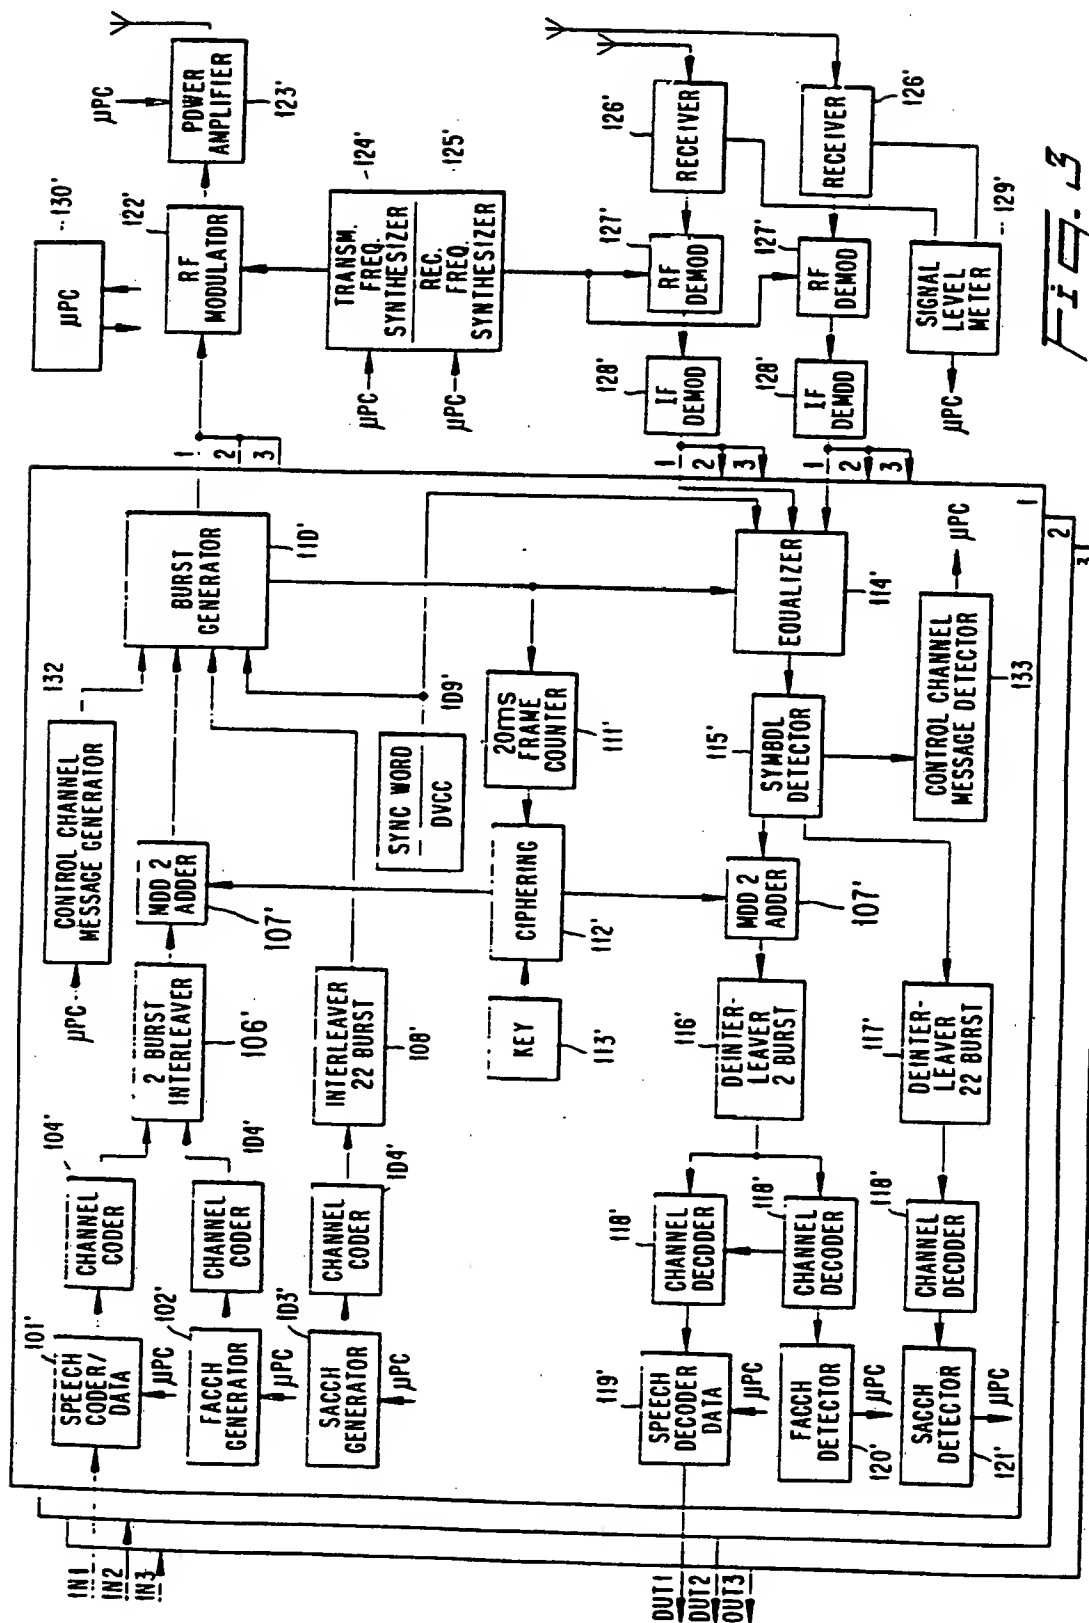 IN1
IN2
IN3
101'
SPEECH
CODER/
DATA
µPC
104'
CHANNEL
CODER
102'
FACCH
GENERATOR
µPC
104'
CHANNEL
CODER
103'
SACCH
GENERATOR
µPC
CHANNEL
CODER
104'
2 BURST
INTERLEAVER
106'
INTERLEAVER
22 BURST
108'
µPC
CONTROL CHANNEL
MESSAGE GENERATOR
132
MOD 2
ADDER
107'
BURST
GENERATOR
110'
SYNC WORD
DVCC
109'
20ms
FRAME
COUNTER
111'
CIPHERING
112'
KEY
113'
EQUALIZER
114'
SYMBOL
DETECTOR
115'
CONTROL CHANNEL
MESSAGE DETECTOR
133
µPC
MOD 2
ADDER
107'
116'
DEINTER-
LEAVER
2 BURST
117'
DEINTER-
LEAVER
22 BURST
118'
CHANNEL
DECODER
118'
CHANNEL
DECODER
118'
CHANNEL
DECODER
119'
SPEECH
DECODER
DATA
µPC
FACCH
DETECTOR
120'
µPC
SACCH
DETECTOR
121'
µPC
OUT1
OUT2
OUT3
1
2
3
1
2
3
1
2
3
1
2
3
130'
µPC
122'
RF
MODULATOR
µPC
POWER
AMPLIFIER
123'
124'
TRANSM.
FREQ.
SYNTHESIZER
125'
REC.
FREQ.
SYNTHESIZER
µPC
µPC
126'
RECEIVER
127'
RF
DEMOD
128'
IF
DEMOD
126'
RECEIVER
127'
RF
DEMOD
128'
IF
DEMOD
SIGNAL
LEVEL
METER
129'
µPC
Fig. 3